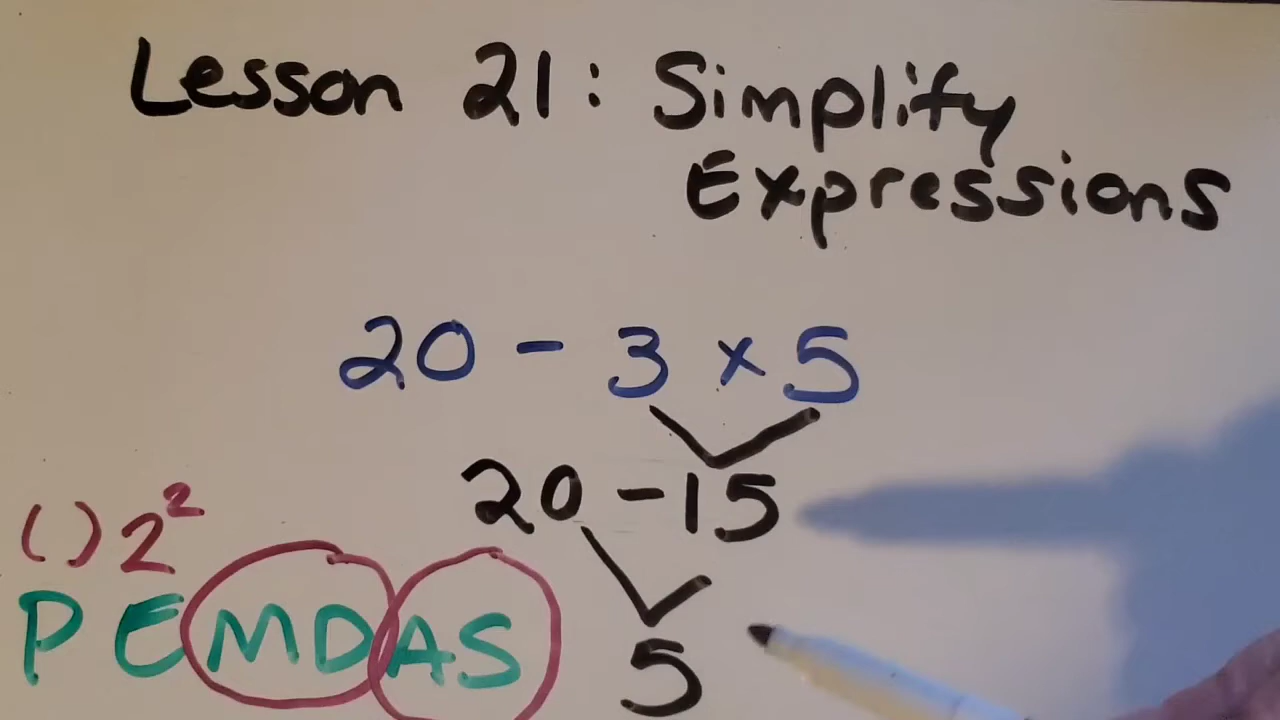 Lesson 21: Simplify
Expressions
20 - 3 × 5
20 - 15
( ) 2²
PEMDAS
5